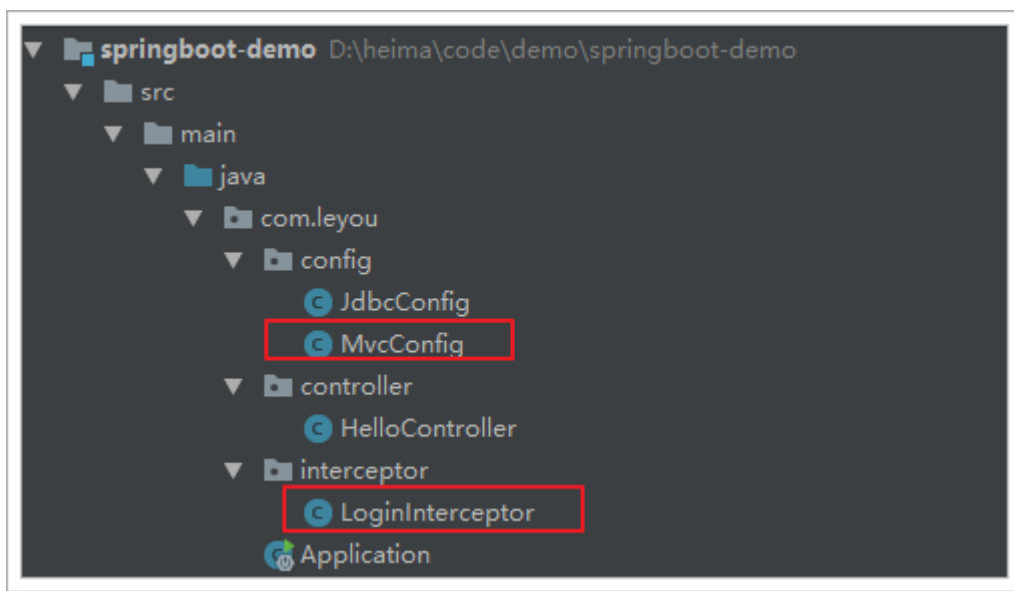 springboot-demo D:\heima\code\demo\springboot-demo
src
main
java
com.leyou
config
JdbcConfig
MvcConfig
controller
HelloController
interceptor
LoginInterceptor
Application